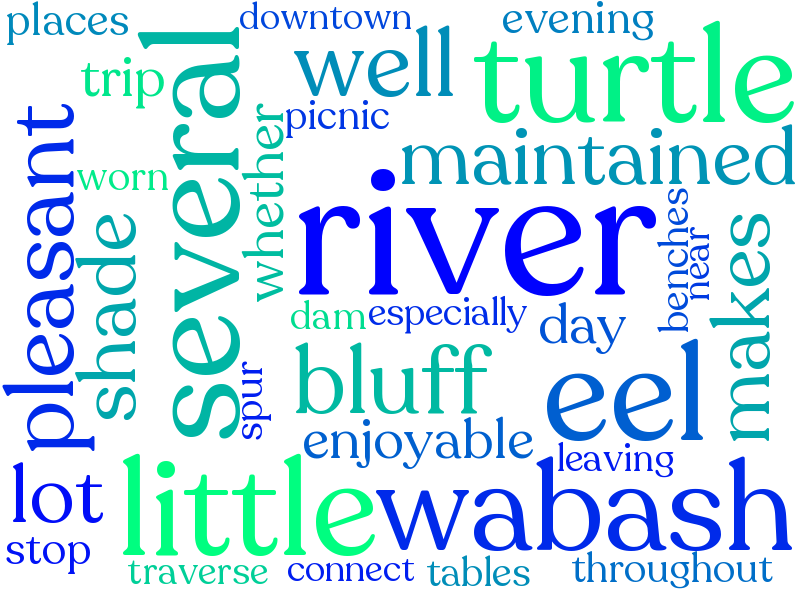 places
downtown
evening
trip
well
turtle
several
pleasant
picnic
whether
maintained
worn
shade
river
benches
near
makes
dam
especially
day
bluff
eel
spur
enjoyable
leaving
lot
little
wabash
stop
traverse
connect
tables
throughout